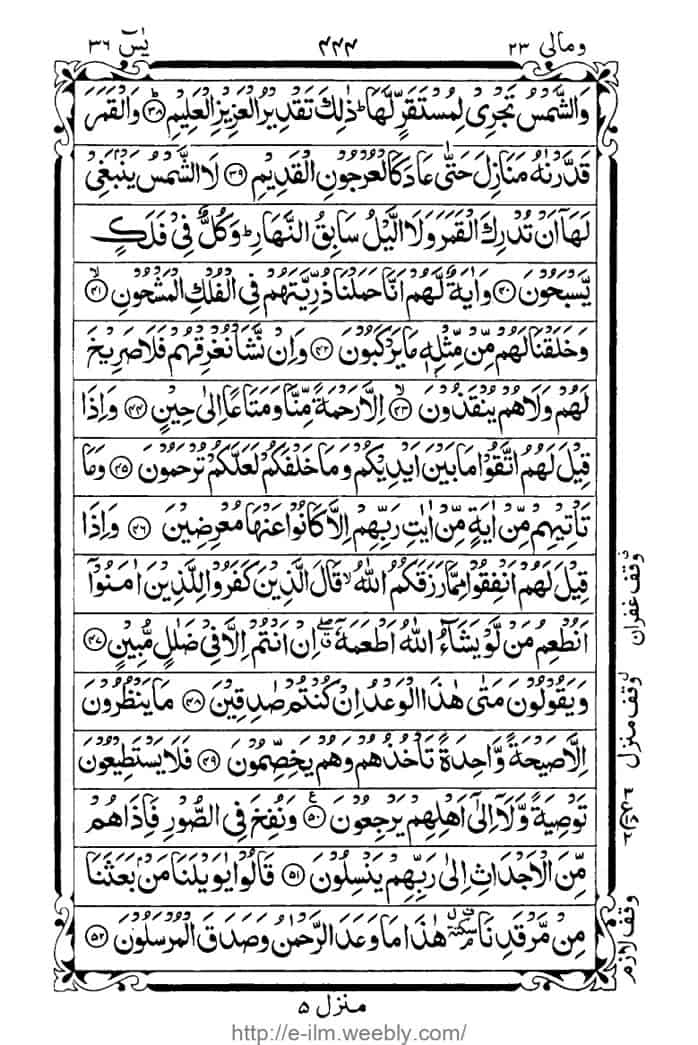 يٰسٓ ٣٦ ٤٤٤ ومالى ٢٣
وَالشَّمْسُ تَجْرِىْ لِمُسْتَقَرٍّ لَّهَا ؕ ذٰلِكَ تَقْدِيْرُ الْعَزِيْزِ الْعَلِيْمِ ؕ ﴿٣٨﴾ وَالْقَمَرَ
قَدَّرْنٰهُ مَنَازِلَ حَتّٰى عَادَ كَالْعُرْجُوْنِ الْقَدِيْمِ ﴿٣٩﴾ لَا الشَّمْسُ يَنْۢبَغِىْ
لَهَاۤ اَنْ تُدْرِكَ الْقَمَرَ وَلَا الَّيْلُ سَابِقُ النَّهَارِ ؕ وَكُلٌّ فِىْ فَلَكٍ
يَّسْبَحُوْنَ ﴿٤٠﴾ وَاٰيَةٌ لَّهُمْ اَنَّا حَمَلْنَا ذُرِّيَّتَهُمْ فِى الْفُلْكِ الْمَشْحُوْنِ ۙ ﴿٤١﴾
وَخَلَقْنَا لَهُمْ مِّنْ مِّثْلِهٖ مَا يَرْكَبُوْنَ ﴿٤٢﴾ وَاِنْ نَّشَاْ نُغْرِقْهُمْ فَلَا صَرِيْخَ
لَهُمْ وَلَا هُمْ يُنْقَذُوْنَ ۙ ﴿٤٣﴾ اِلَّا رَحْمَةً مِّنَّا وَمَتَاعًا اِلٰى حِيْنٍ ﴿٤٤﴾ وَاِذَا
قِيْلَ لَهُمُ اتَّقُوْا مَا بَيْنَ اَيْدِيْكُمْ وَمَا خَلْفَكُمْ لَعَلَّكُمْ تُرْحَمُوْنَ ﴿٤٥﴾ وَمَا
تَاْتِيْهِمْ مِّنْ اٰيَةٍ مِّنْ اٰيٰتِ رَبِّهِمْ اِلَّا كَانُوْا عَنْهَا مُعْرِضِيْنَ ﴿٤٦﴾ وَاِذَا
قِيْلَ لَهُمْ اَنْفِقُوْا مِمَّا رَزَقَكُمُ اللّٰهُ ۙ قَالَ الَّذِيْنَ كَفَرُوْا لِلَّذِيْنَ اٰمَنُوْۤا
اَنُطْعِمُ مَنْ لَّوْ يَشَآءُ اللّٰهُ اَطْعَمَهٗۤ ۖ اِنْ اَنْتُمْ اِلَّا فِىْ ضَلٰلٍ مُّبِيْنٍ ﴿٤٧﴾
وَيَقُوْلُوْنَ مَتٰى هٰذَا الْوَعْدُ اِنْ كُنْتُمْ صٰدِقِيْنَ ﴿٤٨﴾ مَا يَنْظُرُوْنَ
اِلَّا صَيْحَةً وَّاحِدَةً تَاْخُذُهُمْ وَهُمْ يَخِصِّمُوْنَ ﴿٤٩﴾ فَلَا يَسْتَطِيْعُوْنَ
تَوْصِيَةً وَّلَاۤ اِلٰۤى اَهْلِهِمْ يَرْجِعُوْنَ ۧ ﴿٥٠﴾ وَنُفِخَ فِى الصُّوْرِ فَاِذَا هُمْ
مِّنَ الْاَجْدَاثِ اِلٰى رَبِّهِمْ يَنْسِلُوْنَ ﴿٥١﴾ قَالُوْا يٰوَيْلَنَا مَنْۢ بَعَثَنَا
مِنْ مَّرْقَدِنَا ۘ سكتة هٰذَا مَا وَعَدَ الرَّحْمٰنُ وَصَدَقَ الْمُرْسَلُوْنَ ﴿٥٢﴾
وقف غفران
وقف منزل
وقف لازم
منزل ٥
http://e-ilm.weebly.com/